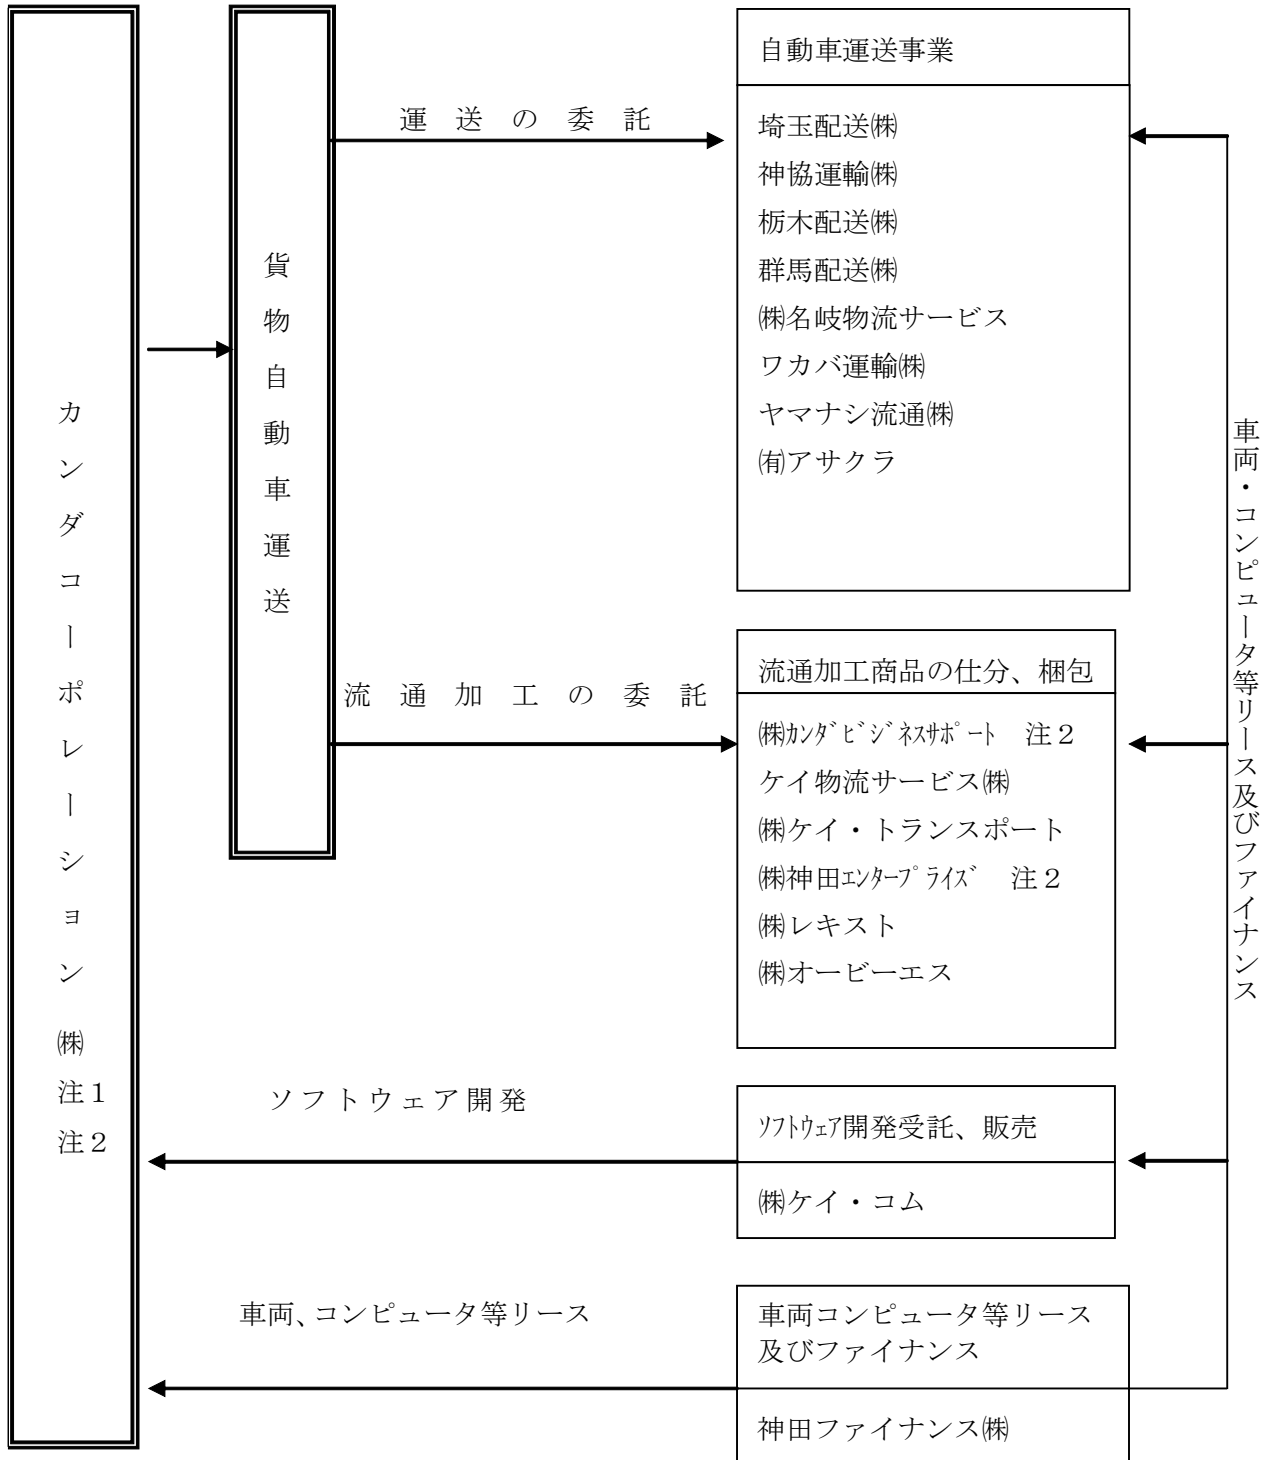 カンダコーポレーション㈱
注１
注２
貨物自動車運送
運送の委託
自動車運送事業
埼玉配送㈱
神協運輸㈱
栃木配送㈱
群馬配送㈱
㈱名岐物流サービス
ワカバ運輸㈱
ヤマナシ流通㈱
㈲アサクラ
流通加工の委託
流通加工商品の仕分、梱包
㈱ｶﾝﾀﾞﾋﾞｼﾞﾈｽｻﾎﾟｰﾄ　注２
ケイ物流サービス㈱
㈱ケイ・トランスポート
㈱神田ｴﾝﾀｰﾌﾟﾗｲｽﾞ　注２
㈱レキスト
㈱オービーエス
ソフトウェア開発
ｿﾌﾄｳｪｱ開発受託、販売
㈱ケイ・コム
車両、コンピュータ等リース
車両コンピュータ等リース
及びファイナンス
神田ファイナンス㈱
車両・コンピュータ等リース及びファイナンス